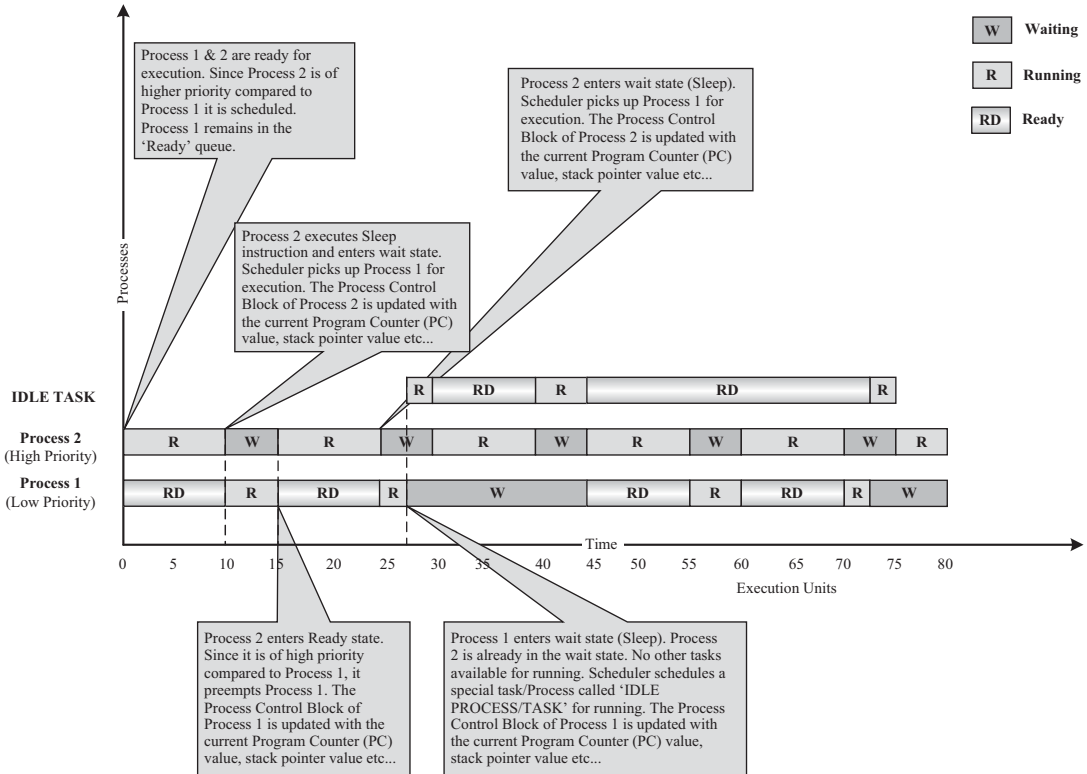 W Waiting
R Running
RD Ready
Process 1 & 2 are ready for
execution. Since Process 2 is of
higher priority compared to
Process 1 it is scheduled.
Process 1 remains in the
‘Ready’ queue.
Process 2 enters wait state (Sleep).
Scheduler picks up Process 1 for
execution. The Process Control
Block of Process 2 is updated with
the current Program Counter (PC)
value, stack pointer value etc...
Process 2 executes Sleep
instruction and enters wait state.
Scheduler picks up Process 1 for
execution. The Process Control
Block of Process 2 is updated with
the current Program Counter (PC)
value, stack pointer value etc...
Processes
IDLE TASK
R RD R RD R
Process 2
(High Priority)
R W R W R W R W R W R
Process 1
(Low Priority)
RD R RD R W RD R RD R W
Time
0 5 10 15 20 25 30 35 40 45 50 55 60 65 70 75 80
Execution Units
Process 2 enters Ready state.
Since it is of high priority
compared to Process 1, it
preempts Process 1. The
Process Control Block of
Process 1 is updated with the
current Program Counter (PC)
value, stack pointer value etc...
Process 1 enters wait state (Sleep). Process
2 is already in the wait state. No other tasks
available for running. Scheduler schedules a
special task/Process called ‘IDLE
PROCESS/TASK’ for running. The Process
Control Block of Process 1 is updated with
the current Program Counter (PC) value,
stack pointer value etc...